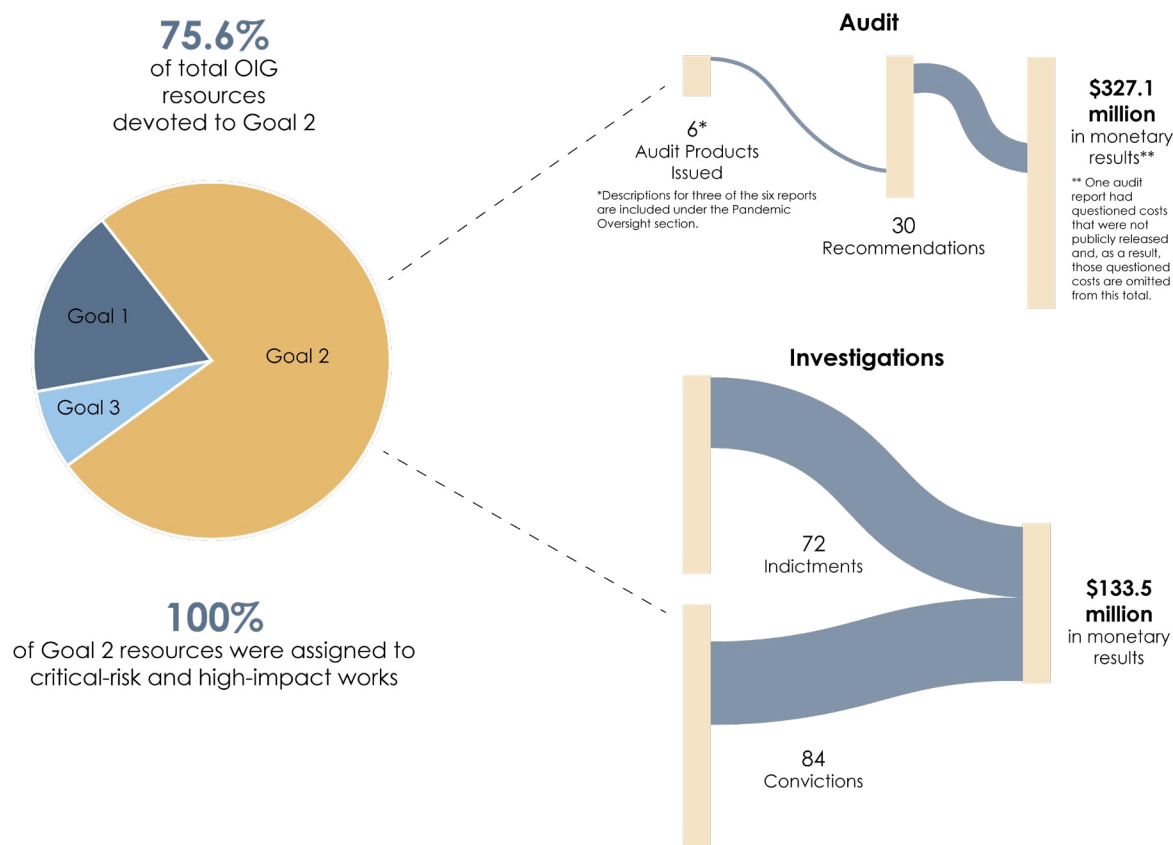 75.6%
of total OIG
resources
devoted to Goal 2
Goal 1
Goal 2
Goal 3
100%
of Goal 2 resources were assigned to
critical-risk and high-impact works
Audit
6*
Audit Products
Issued
*Descriptions for three of the six reports
are included under the Pandemic
Oversight section.
30
Recommendations
$327.1
million
in monetary
results**
** One audit
report had
questioned costs
that were not
publicly released
and, as a result,
those questioned
costs are omitted
from this total.
Investigations
72
Indictments
84
Convictions
$133.5
million
in monetary
results